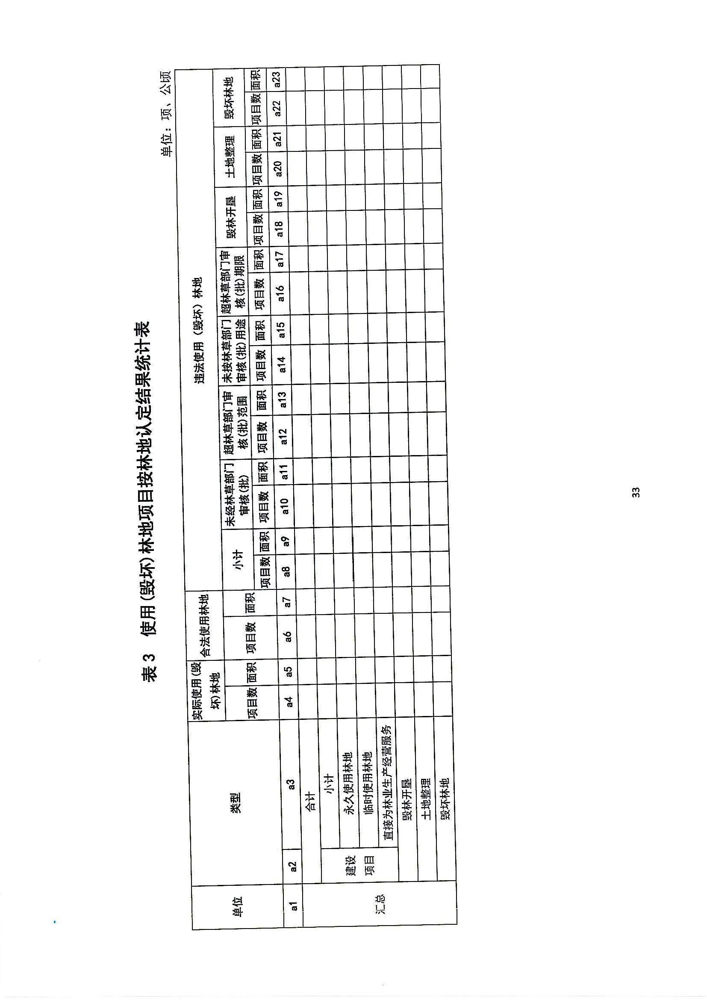 表 3 使用(毁坏)林地项目按林地认定结果统计表
单位：项、公顷
单位 类型 实际使用(毁坏)林地 合法使用林地 违法使用（毁坏）林地
小计 未经林草部门审核(批) 超林草部门审核(批)范围 未按林草部门审核(批)用途 超林草部门审核(批)期限 毁林开垦 土地整理 毁坏林地
项目数 面积 项目数 面积 项目数 面积 项目数 面积 项目数 面积 项目数 面积 项目数 面积 项目数 面积 项目数 面积 项目数 面积
a1 a2 a3 a4 a5 a6 a7 a8 a9 a10 a11 a12 a13 a14 a15 a16 a17 a18 a19 a20 a21 a22 a23
汇总
合计
建设项目
小计
永久使用林地
临时使用林地
直接为林业生产经营服务
毁林开垦
土地整理
毁坏林地
33